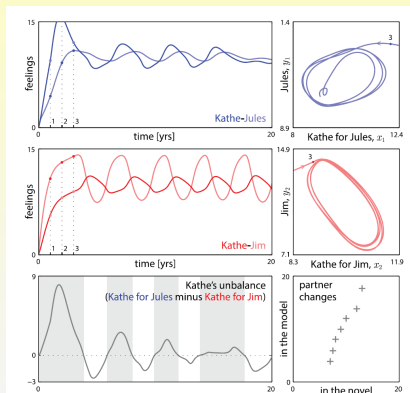 15
feelings
0
1 2 3
Kathe-Jules
time [yrs]
20
1.4
Jules, y1
3
8.9
8
Kathe for Jules, x1
12.4
15
feelings
0
1 2 3
Kathe-Jim
time [yrs]
20
14.9
Jim, y2
3
7.1
8.3
Kathe for Jim, x2
11.9
9
Kathe's unbalance
(Kathe for Jules minus Kathe for Jim)
0
−3
0
time [yrs]
20
20
partner
changes
in the model
0
0
in the novel
20